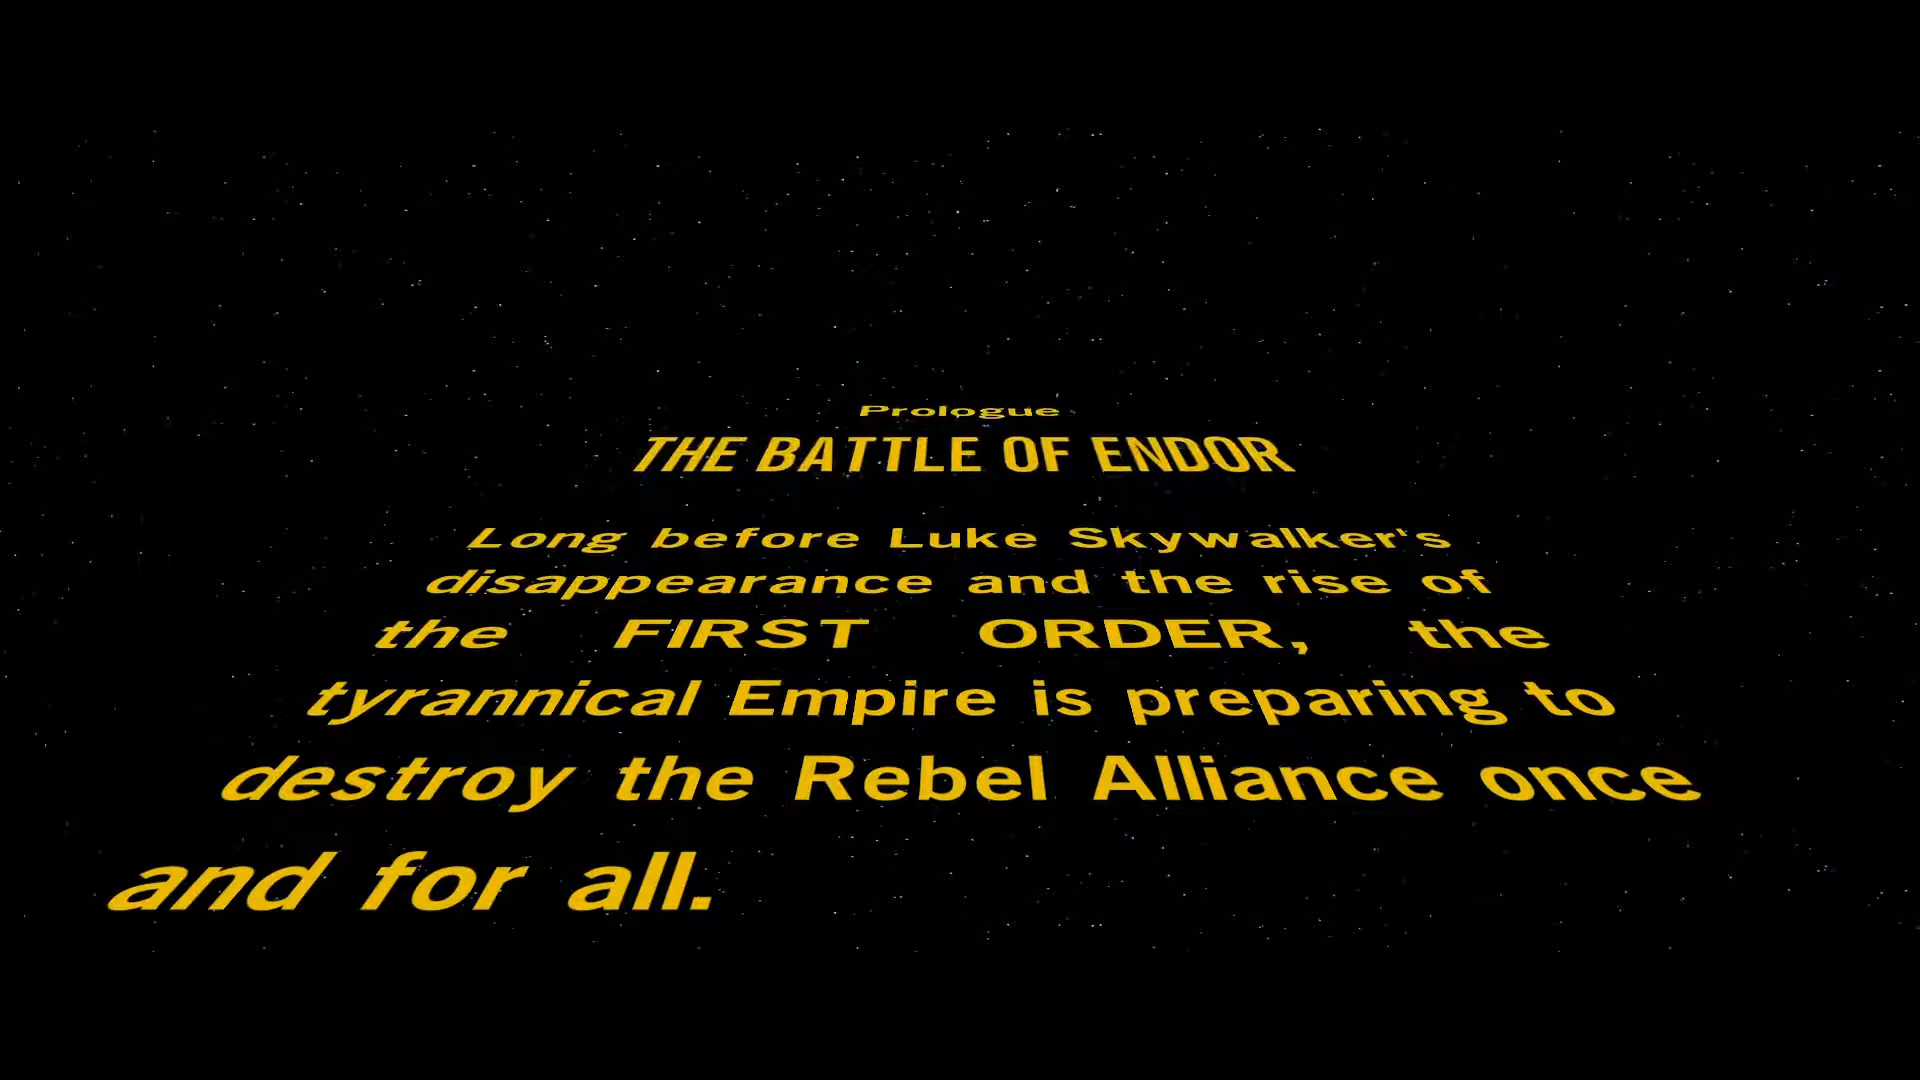 Prologue
THE BATTLE OF ENDOR
Long before Luke Skywalker's
disappearance and the rise of
the FIRST ORDER, the
tyrannical Empire is preparing to
destroy the Rebel Alliance once
and for all.